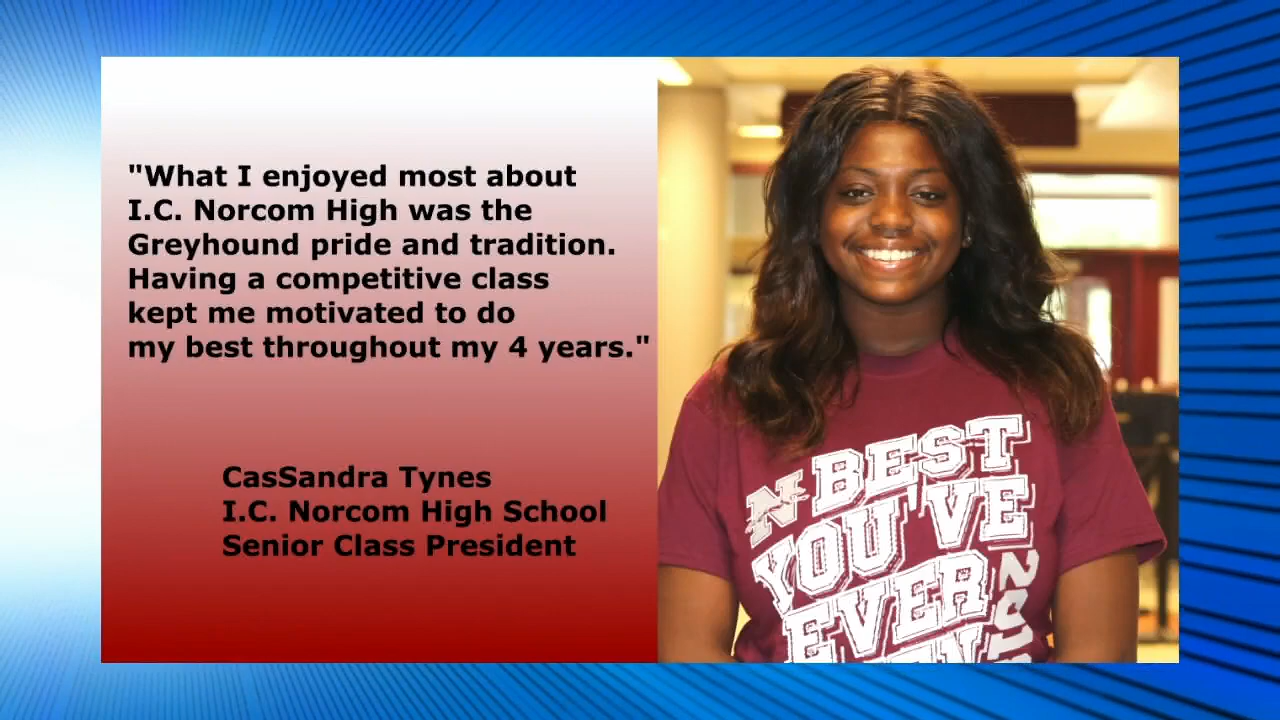 "What I enjoyed most about
I.C. Norcom High was the
Greyhound pride and tradition.
Having a competitive class
kept me motivated to do
my best throughout my 4 years."
CasSandra Tynes
I.C. Norcom High School
Senior Class President
N BEST
YOU'VE
EVER